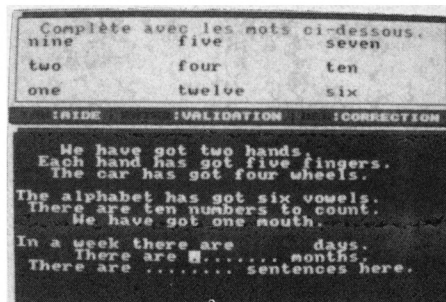 Complète avec les mots ci-dessous.
nine five seven
two four ten
one twelve six
:AIDE :VALIDATION :CORRECTION
We have got two hands.
Each hand has got five fingers.
The car has got four wheels.
The alphabet has got six vowels.
There are ten numbers to count.
We have got one mouth.
In a week there are days.
There are ........ months.
There are ........ sentences here.